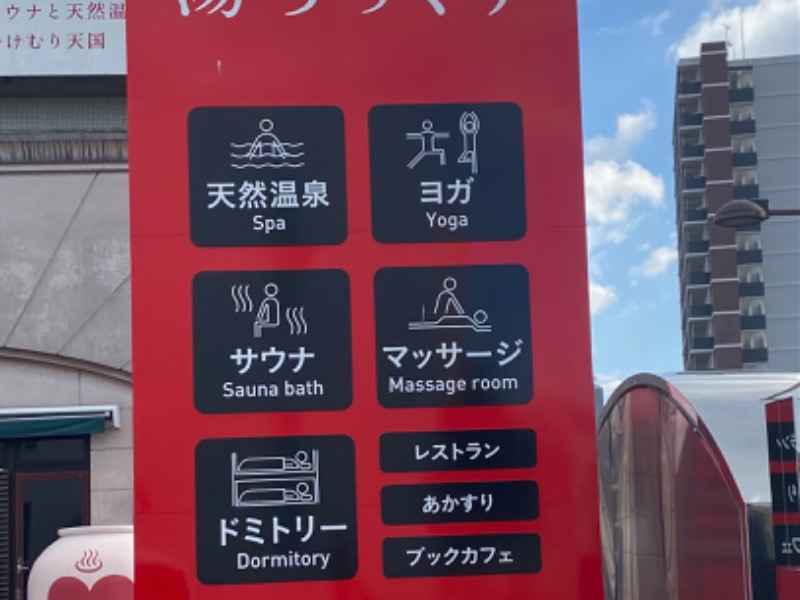 ウナと天然温
けむり天国
天然温泉
Spa
ヨガ
Yoga
サウナ
Sauna bath
マッサージ
Massage room
ドミトリー
Dormitory
レストラン
あかすり
ブックカフェ